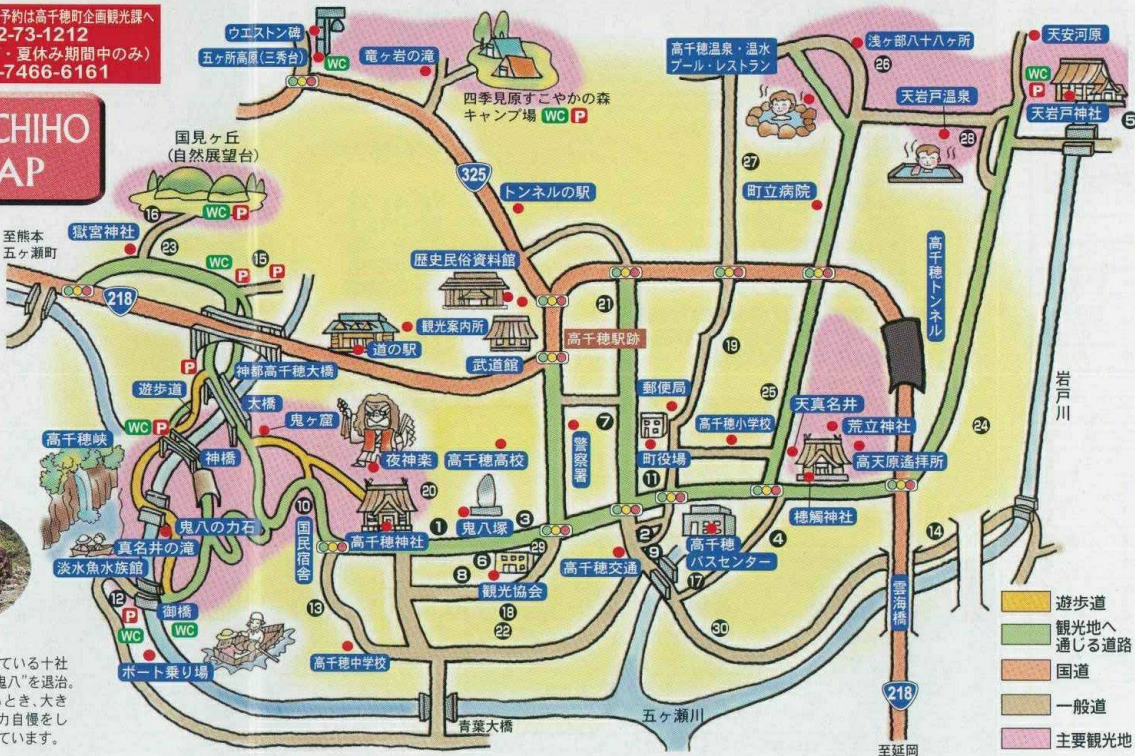 予約は高千穂町企画観光課へ
2-73-1212
・夏休み期間中のみ)
-7466-6161
CHIHO
AP
ウエストン碑
五ヶ所高原(三秀台)
WC
竜ヶ岩の滝
四季見原すこやかの森
キャンプ場 WC P
高千穂温泉・温水
プール・レストラン
浅ヶ部八十八ヶ所
26
天安河原
WC
P
天岩戸神社
5
天岩戸温泉
28
国見ヶ丘
(自然展望台)
WC P
16
325
トンネルの駅
27
町立病院
至熊本
五ヶ瀬町
嶽宮神社
23
WC
P
15
P
歴史民俗資料館
21
高千穂トンネル
218
観光案内所
道の駅
武道館
高千穂駅跡
19
岩戸川
P
神都高千穂大橋
遊歩道
大橋
鬼ヶ窟
郵便局
25
天真名井
荒立神社
24
WC P
7
高千穂小学校
高千穂峡
神橋
夜神楽
高千穂高校
警察署
町役場
高天原遙拝所
20
11
10
鬼八の力石
国民宿舎
高千穂神社
1
鬼八塚
3
2
高千穂
バスセンター
4
槵觸神社
14
真名井の滝
29
9
淡水魚水族館
6
8
観光協会
高千穂交通
17
雲海橋
12
御橋
P
WC
WC
13
18
22
30
遊歩道
観光地へ
通じる道路
ボート乗り場
高千穂中学校
国道
218
一般道
青葉大橋
五ヶ瀬川
至延岡
主要観光地
ている十社
鬼八"を退治。
るとき、大き
力自慢をし
ています。